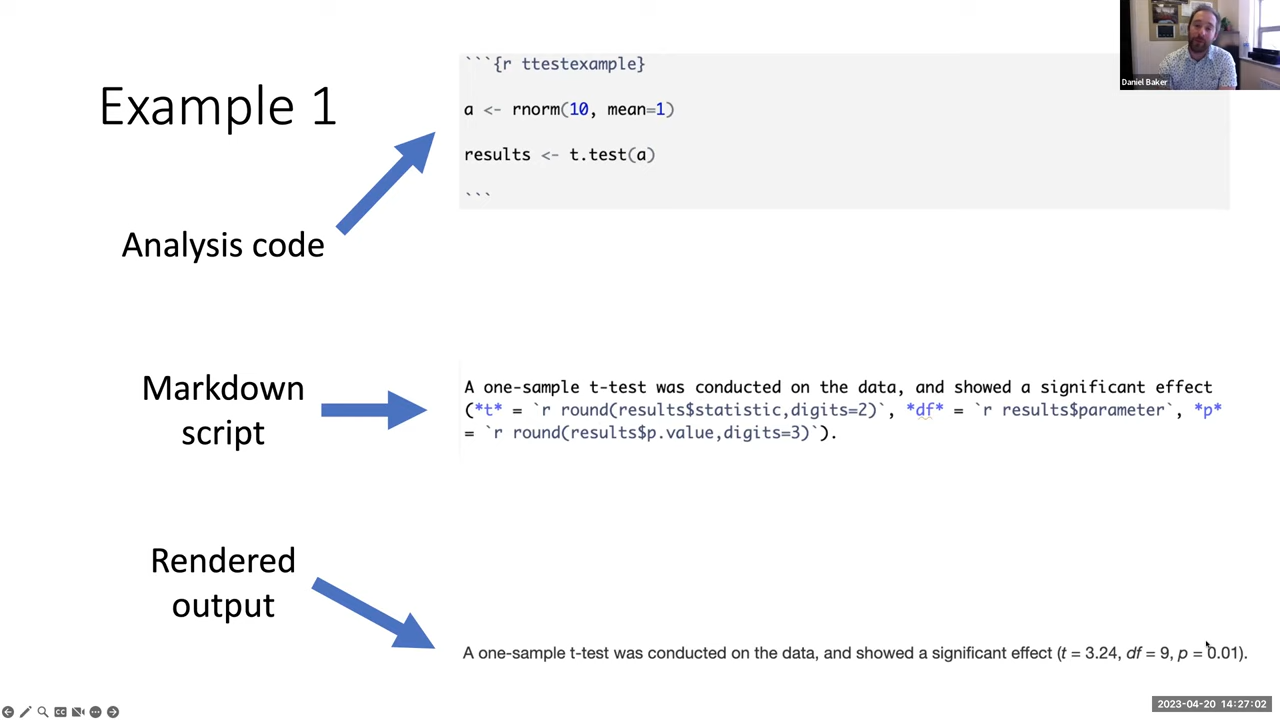 Example 1
```{r ttestexample}
a <- rnorm(10, mean=1)
results <- t.test(a)
```
Daniel Baker
Analysis code
Markdown
script
A one-sample t-test was conducted on the data, and showed a significant effect
(*t* = `r round(results$statistic,digits=2)`, *df* = `r results$parameter`, *p*
= `r round(results$p.value,digits=3)`).
Rendered
output
A one-sample t-test was conducted on the data, and showed a significant effect (t = 3.24, df = 9, p = 0.01).
2023-04-20 14:27:02